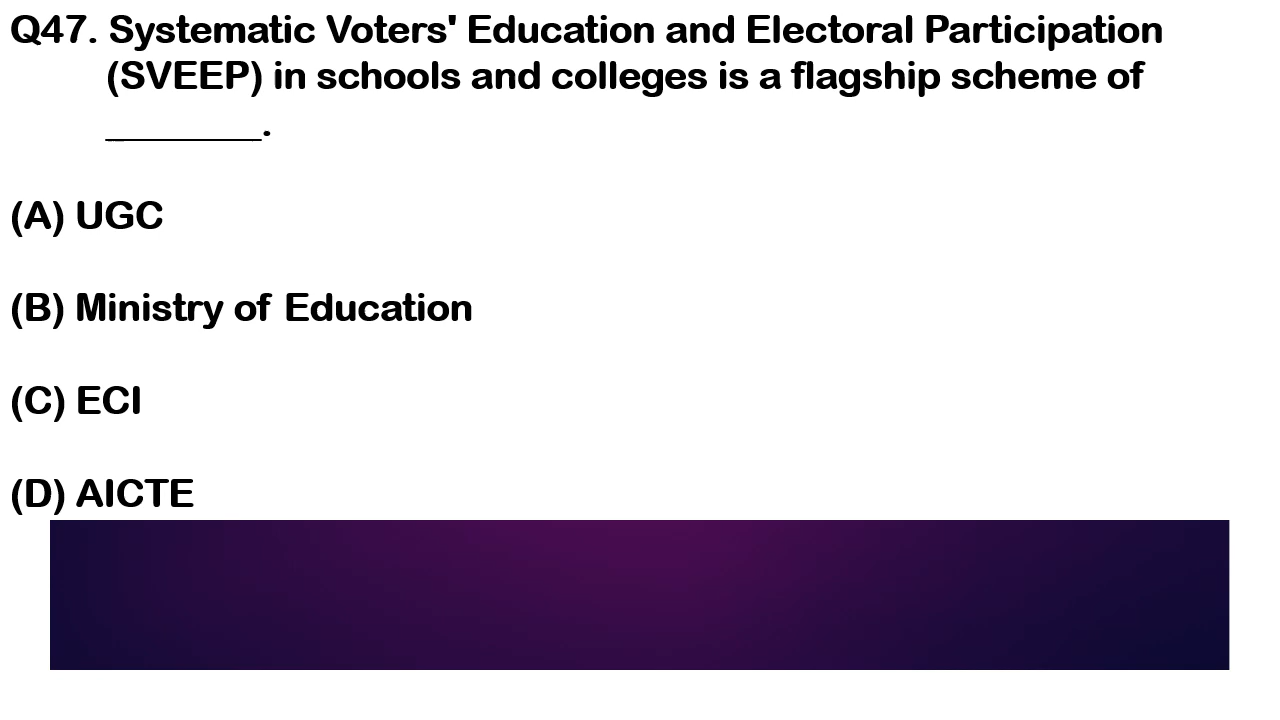 Q47. Systematic Voters' Education and Electoral Participation
(SVEEP) in schools and colleges is a flagship scheme of
________.
(A) UGC
(B) Ministry of Education
(C) ECI
(D) AICTE